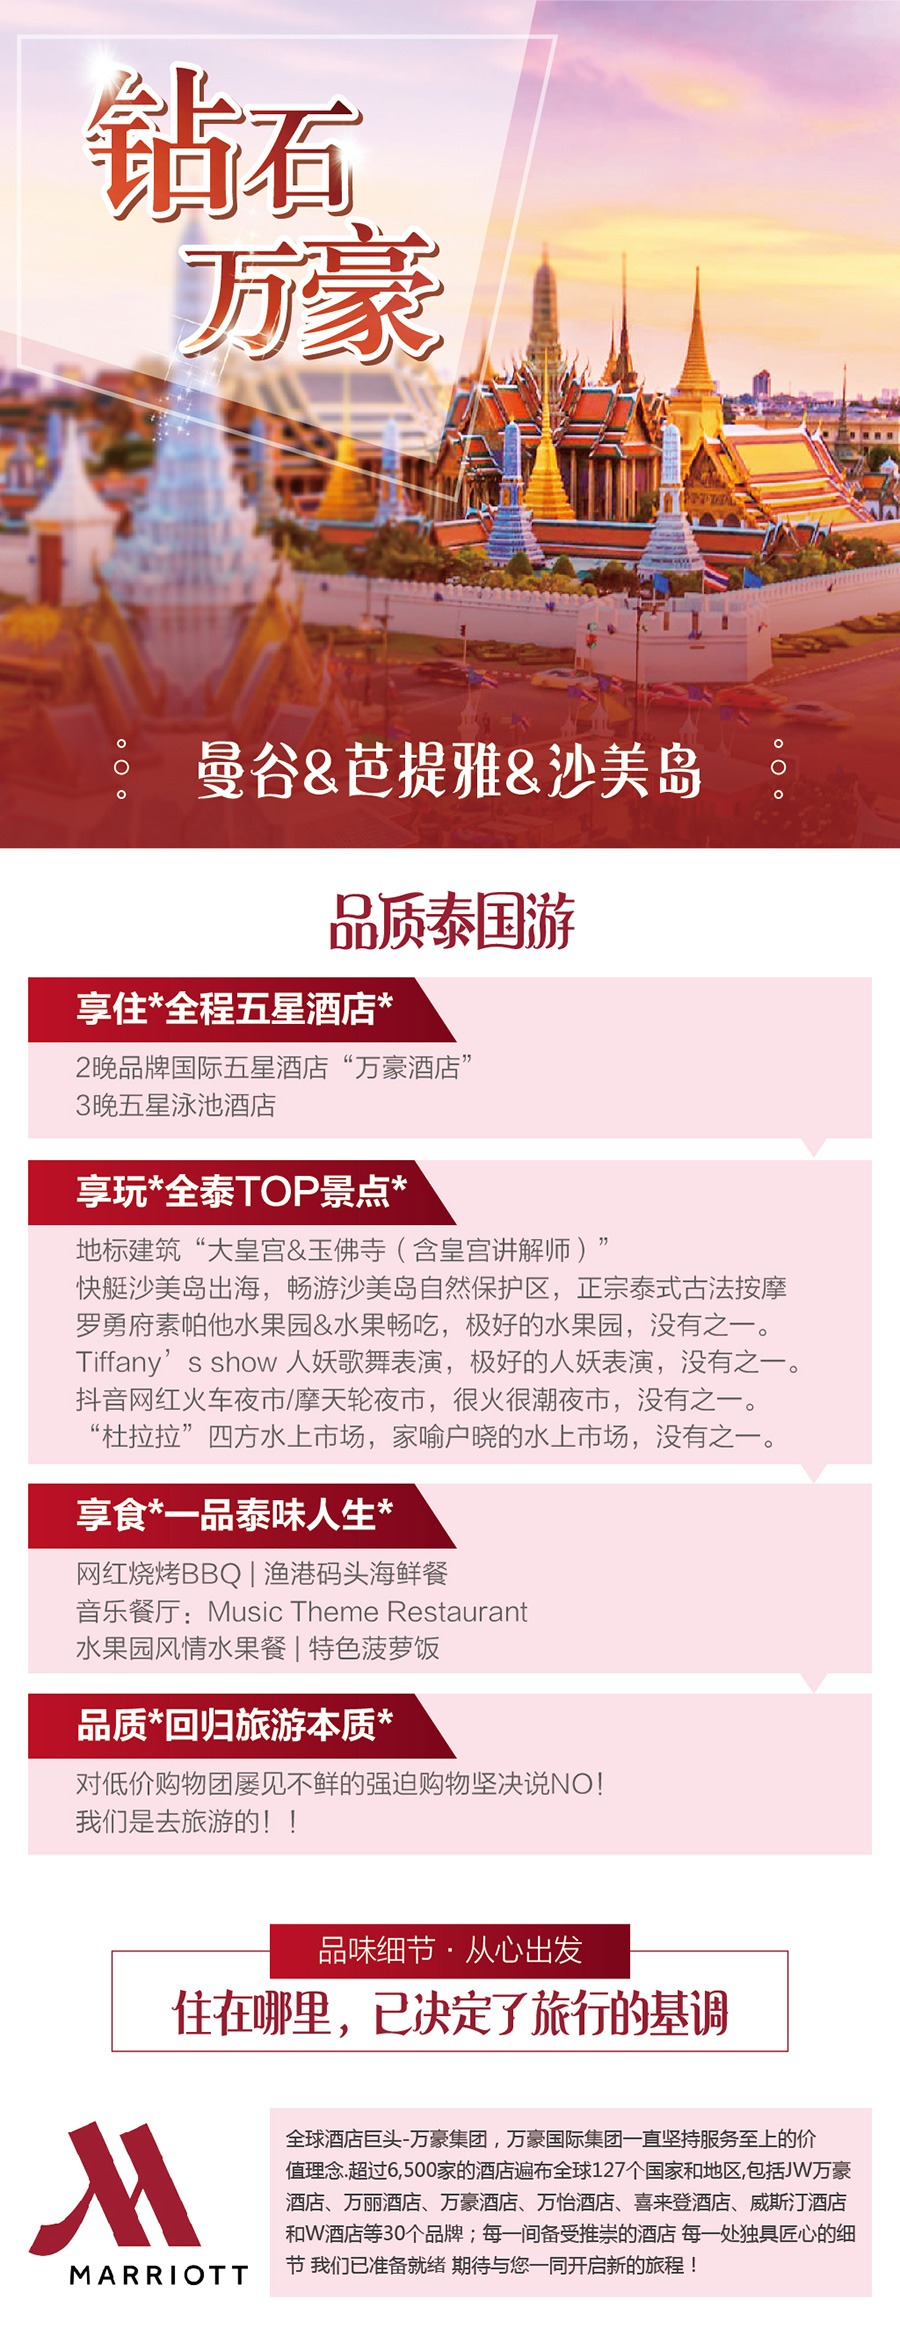 钻石
万豪
曼谷&芭提雅&沙美岛
品质泰国游
享住*全程五星酒店*
2晚品牌国际五星酒店“万豪酒店”
3晚五星泳池酒店
享玩*全泰TOP景点*
地标建筑“大皇宫&玉佛寺（含皇宫讲解师）”
快艇沙美岛出海，畅游沙美岛自然保护区，正宗泰式古法按摩
罗勇府素帕他水果园&水果畅吃，极好的水果园，没有之一。
Tiffany’s show 人妖歌舞表演，极好的人妖表演，没有之一。
抖音网红火车夜市/摩天轮夜市，很火很潮夜市，没有之一。
“杜拉拉”四方水上市场，家喻户晓的水上市场，没有之一。
享食*一品泰味人生*
网红烧烤BBQ | 渔港码头海鲜餐
音乐餐厅：Music Theme Restaurant
水果园风情水果餐 | 特色菠萝饭
品质*回归旅游本质*
对低价购物团屡见不鲜的强迫购物坚决说NO！
我们是去旅游的！！
品味细节·从心出发
住在哪里，已决定了旅行的基调
全球酒店巨头-万豪集团，万豪国际集团一直坚持服务至上的价
值理念.超过6,500家的酒店遍布全球127个国家和地区,包括JW万豪
酒店、万丽酒店、万豪酒店、万怡酒店、喜来登酒店、威斯汀酒店
和W酒店等30个品牌；每一间备受推崇的酒店 每一处独具匠心的细
节 我们已准备就绪 期待与您一同开启新的旅程！
MARRIOTT